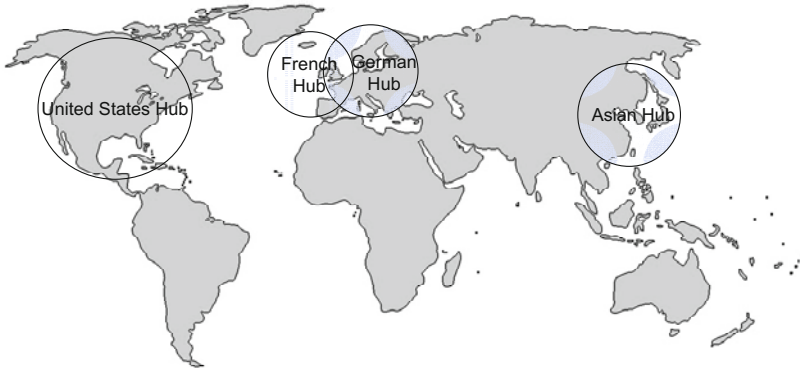 United States Hub
French
Hub
German
Hub
Asian Hub